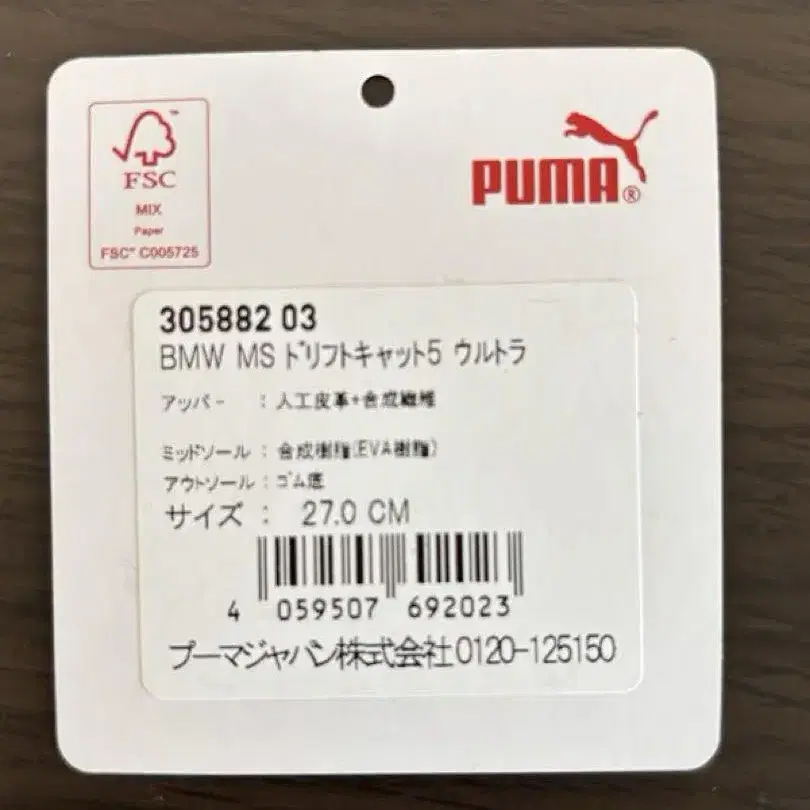 FSC
MIX
Paper
FSC™ C005725
PUMA®
305882 03
BMW MS ドリフトキャット5 ウルトラ
アッパー : 人工皮革+合成繊維
ミッドソール : 合成樹脂(EVA樹脂)
アウトソール : ゴム底
サイズ : 27.0 CM
4 059507 692023
プーマジャパン株式会社 0120-125150